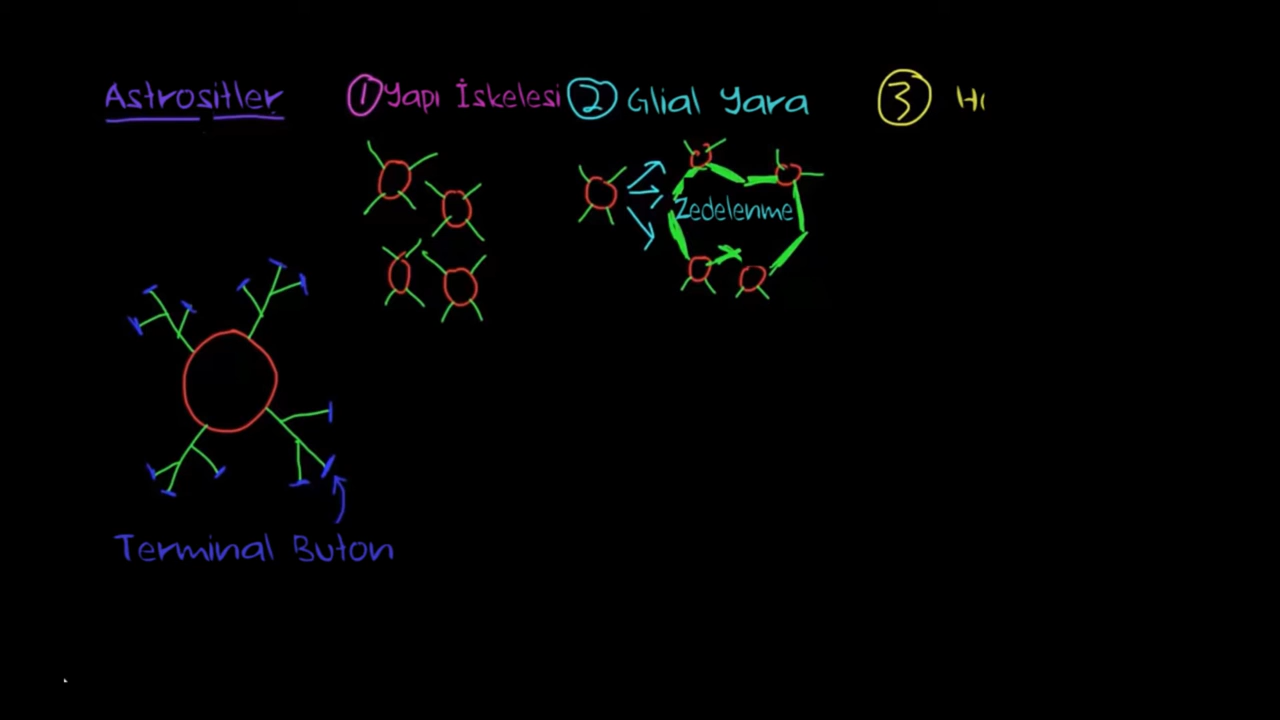 Astrositler
① Yapı İskelesi
② Glial Yara
③
Zedelenme
Terminal Buton